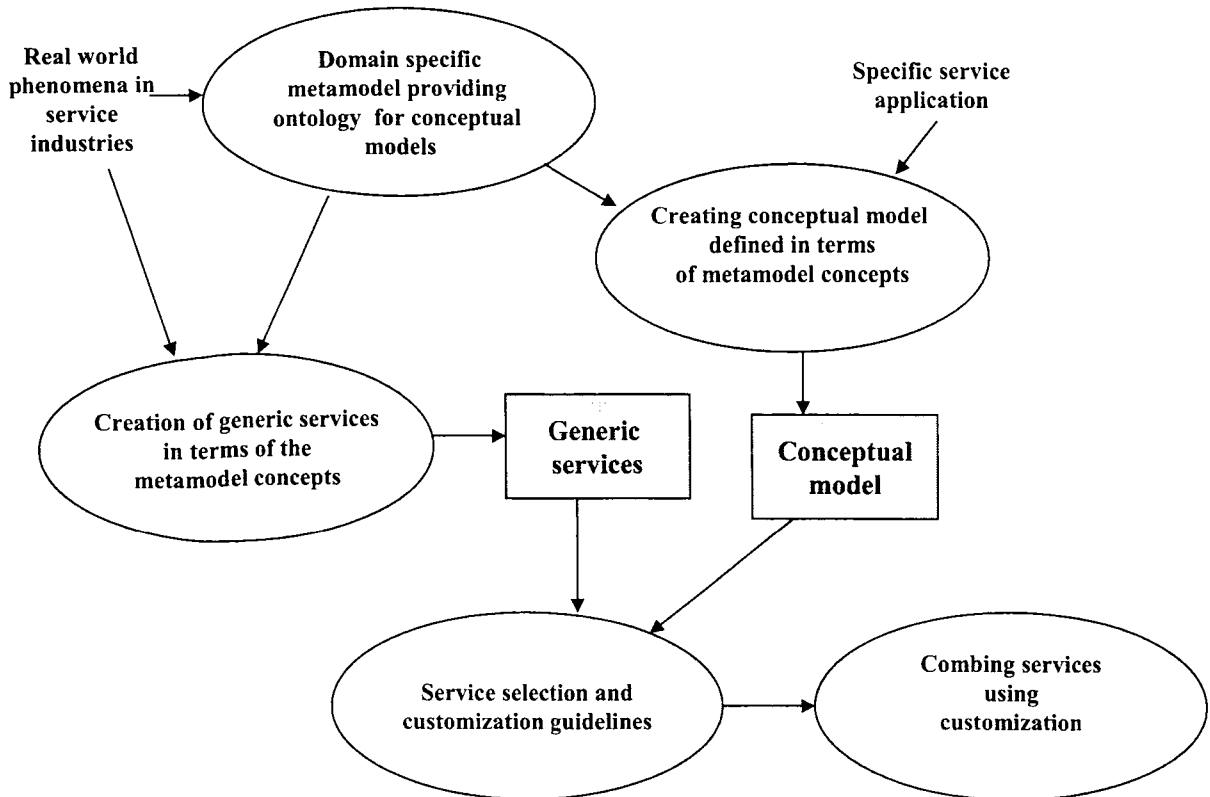 Real world
phenomena in
service
industries
Domain specific
metamodel providing
ontology for conceptual
models
Specific service
application
Creating conceptual model
defined in terms
of metamodel concepts
Creation of generic services
in terms of the
metamodel concepts
Generic
services
Conceptual
model
Service selection and
customization guidelines
Combing services
using
customization